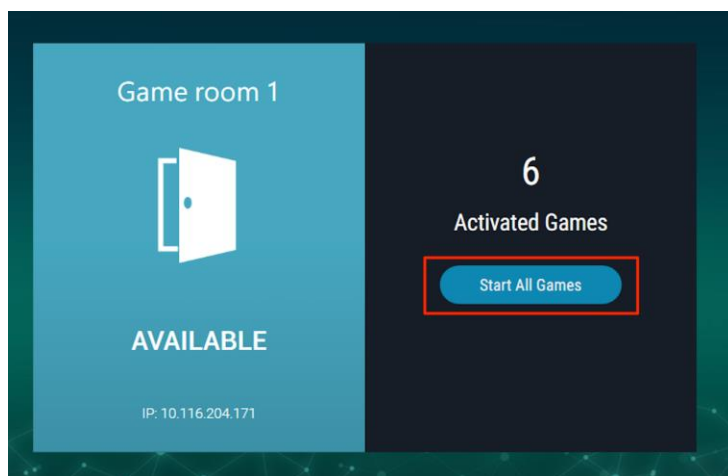 Game room 1
AVAILABLE
IP: 10.116.204.171
6
Activated Games
Start All Games